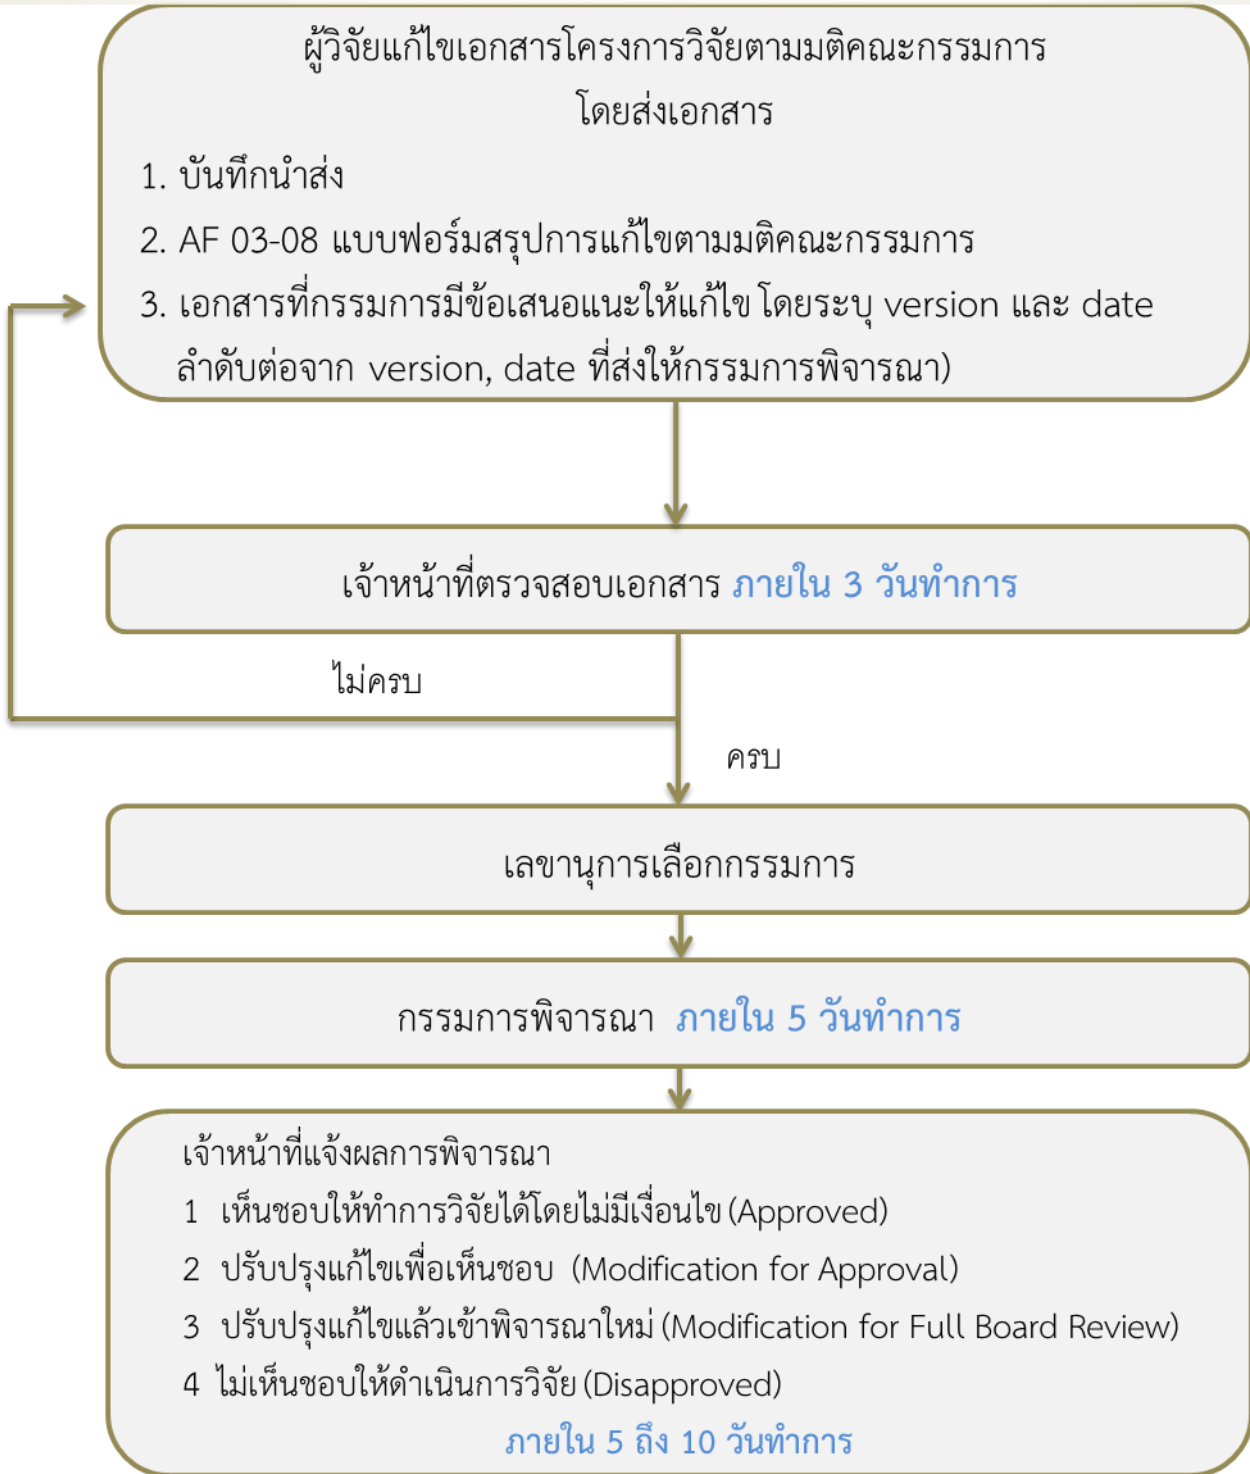 ผู้วิจัยแก้ไขเอกสารโครงการวิจัยตามมติคณะกรรมการ
โดยส่งเอกสาร
1. บันทึกนำส่ง
2. AF 03-08 แบบฟอร์มสรุปการแก้ไขตามมติคณะกรรมการ
3. เอกสารที่กรรมการมีข้อเสนอแนะให้แก้ไข โดยระบุ version และ date
ลำดับต่อจาก version, date ที่ส่งให้กรรมการพิจารณา)
เจ้าหน้าที่ตรวจสอบเอกสาร ภายใน 3 วันทำการ
ไม่ครบ
ครบ
เลขานุการเลือกกรรมการ
กรรมการพิจารณา ภายใน 5 วันทำการ
เจ้าหน้าที่แจ้งผลการพิจารณา
1 เห็นชอบให้ทำการวิจัยได้โดยไม่มีเงื่อนไข (Approved)
2 ปรับปรุงแก้ไขเพื่อเห็นชอบ (Modification for Approval)
3 ปรับปรุงแก้ไขแล้วเข้าพิจารณาใหม่ (Modification for Full Board Review)
4 ไม่เห็นชอบให้ดำเนินการวิจัย (Disapproved)
ภายใน 5 ถึง 10 วันทำการ